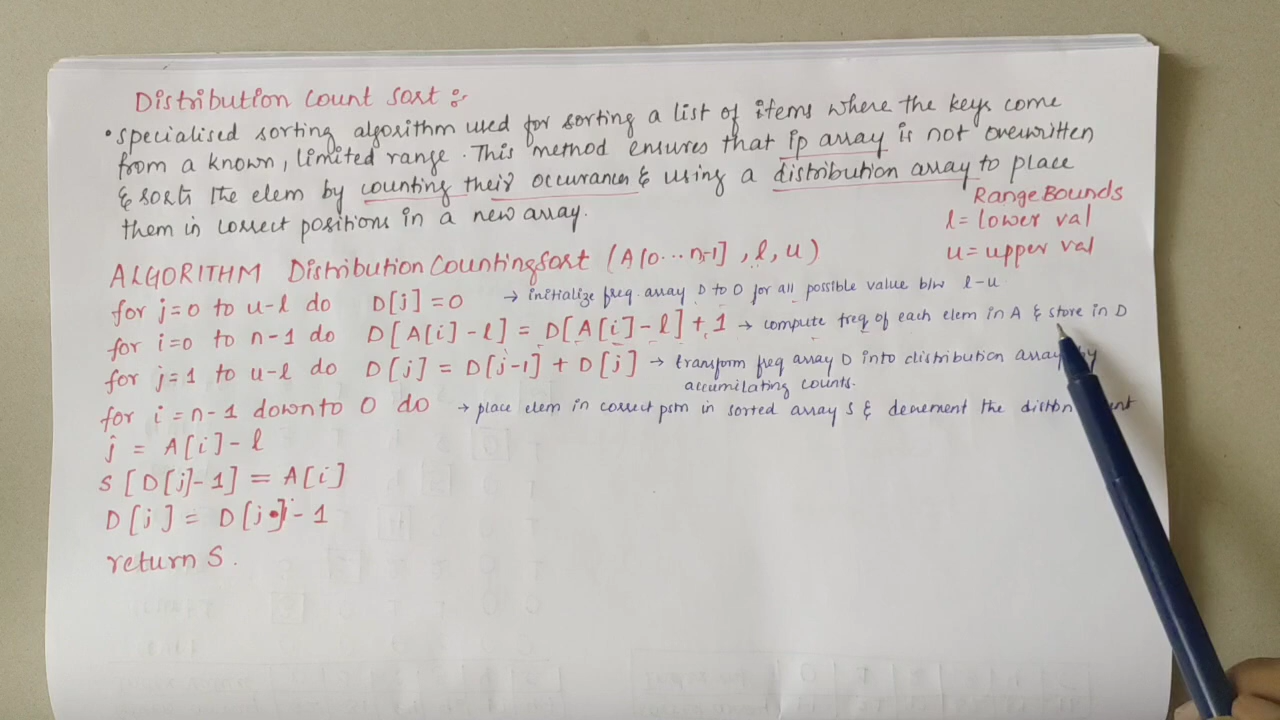 Distribution Count Sort :-
• Specialised sorting algorithm used for sorting a list of items where the keys come
from a known, limited range. This method ensures that ip array is not overwritten,
& sorts the elem by counting their occurances & using a distribution array to place
them in correct positions in a new array.
Range Bounds
l = lower val
u = upper val
ALGORITHM Distribution Counting Sort (A[0...n-1], l, u)
for j=0 to u-l do D[j] = 0 → initialize freq. array D to 0 for all possible value b/w l-u
for i=0 to n-1 do D[A[i]-l] = D[A[i]-l]+1 → compute freq of each elem in A & store in D
for j=1 to u-l do D[j] = D[j-1] + D[j] → transform freq array D into distribution array by
accumilating counts.
for i = n-1 down to 0 do → place elem in correct pstn in sorted array S & decrement the distbn
j = A[i]-l
S[D[j]-1] = A[i]
D[j] = D[j]-1
return S.